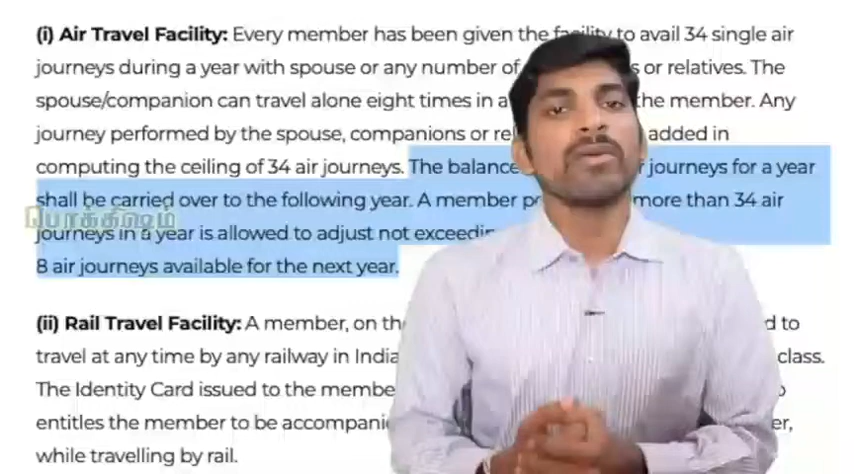 (i) Air Travel Facility: Every member has been given the facility to avail 34 single air
journeys during a year with spouse or any number of s or relatives. The
spouse/companion can travel alone eight times in a the member. Any
journey performed by the spouse, companions or rel added in
computing the ceiling of 34 air journeys. The balance journeys for a year
shall be carried over to the following year. A member more than 34 air
journeys in a year is allowed to adjust not
8 air journeys available for the next year.
(ii) Rail Travel Facility: A member, on the d to
travel at any time by any railway in India class.
The Identity Card issued to the membe
entitles the member to be accompani er,
while travelling by rail.
பொக்கிஷம்